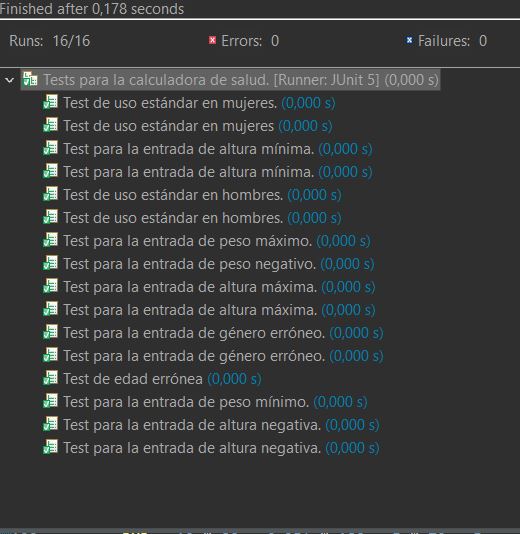 Finished after 0,178 seconds
Runs: 16/16 Errors: 0 Failures: 0
Tests para la calculadora de salud. [Runner: JUnit 5] (0,000 s)
Test de uso estándar en mujeres. (0,000 s)
Test de uso estándar en mujeres (0,000 s)
Test para la entrada de altura mínima. (0,000 s)
Test para la entrada de altura mínima. (0,000 s)
Test de uso estándar en hombres. (0,000 s)
Test de uso estándar en hombres. (0,000 s)
Test para la entrada de peso máximo. (0,000 s)
Test para la entrada de peso negativo. (0,000 s)
Test para la entrada de altura máxima. (0,000 s)
Test para la entrada de altura máxima. (0,000 s)
Test para la entrada de género erróneo. (0,000 s)
Test para la entrada de género erróneo. (0,000 s)
Test de edad errónea (0,000 s)
Test para la entrada de peso mínimo. (0,000 s)
Test para la entrada de altura negativa. (0,000 s)
Test para la entrada de altura negativa. (0,000 s)